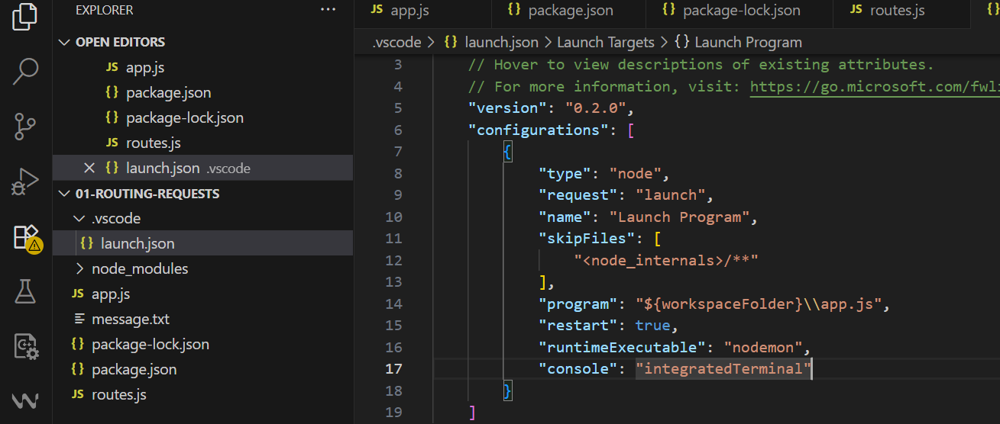 EXPLORER ...
OPEN EDITORS
JS app.js
{} package.json
{} package-lock.json
JS routes.js
{} launch.json .vscode
01-ROUTING-REQUESTS
.vscode
{} launch.json
node_modules
JS app.js
message.txt
{} package-lock.json
{} package.json
JS routes.js
JS app.js {} package.json {} package-lock.json JS routes.js {}
.vscode > {} launch.json > Launch Targets > {} Launch Program
3 // Hover to view descriptions of existing attributes.
4 // For more information, visit: https://go.microsoft.com/fwli
5 "version": "0.2.0",
6 "configurations": [
7 {
8 "type": "node",
9 "request": "launch",
10 "name": "Launch Program",
11 "skipFiles": [
12 "<node_internals>/**"
13 ],
14 "program": "${workspaceFolder}\\app.js",
15 "restart": true,
16 "runtimeExecutable": "nodemon",
17 "console": "integratedTerminal"
18 }
19 ]